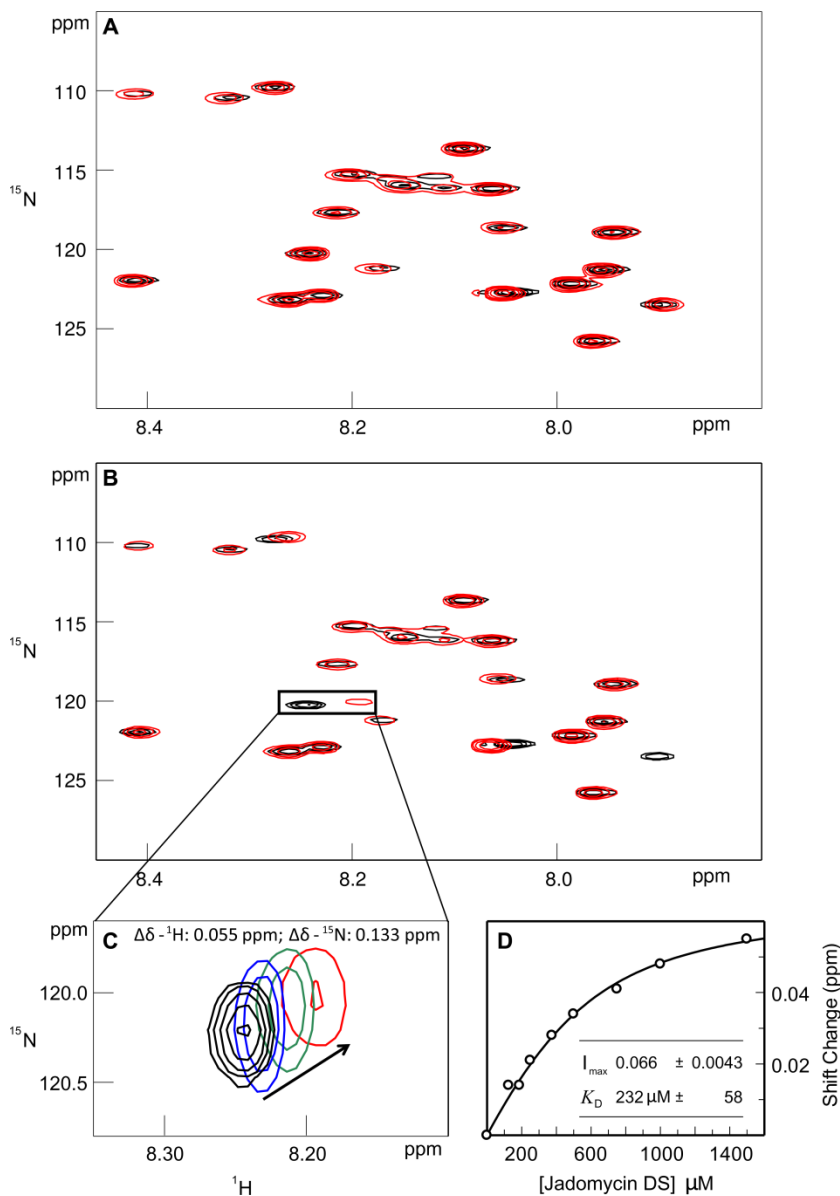 ppm
A
110
115
¹⁵N
120
125
8.4
8.2
8.0
ppm
ppm
B
110
115
¹⁵N
120
125
8.4
8.2
8.0
ppm
ppm
C
Δδ - ¹H: 0.055 ppm; Δδ - ¹⁵N: 0.133 ppm
120.0
¹⁵N
120.5
8.30
8.20
ppm
¹H
D
0.04
0.02
Shift Change (ppm)
Imax 0.066 ± 0.0043
KD 232 μM ± 58
200
600
1000
1400
[Jadomycin DS] μM